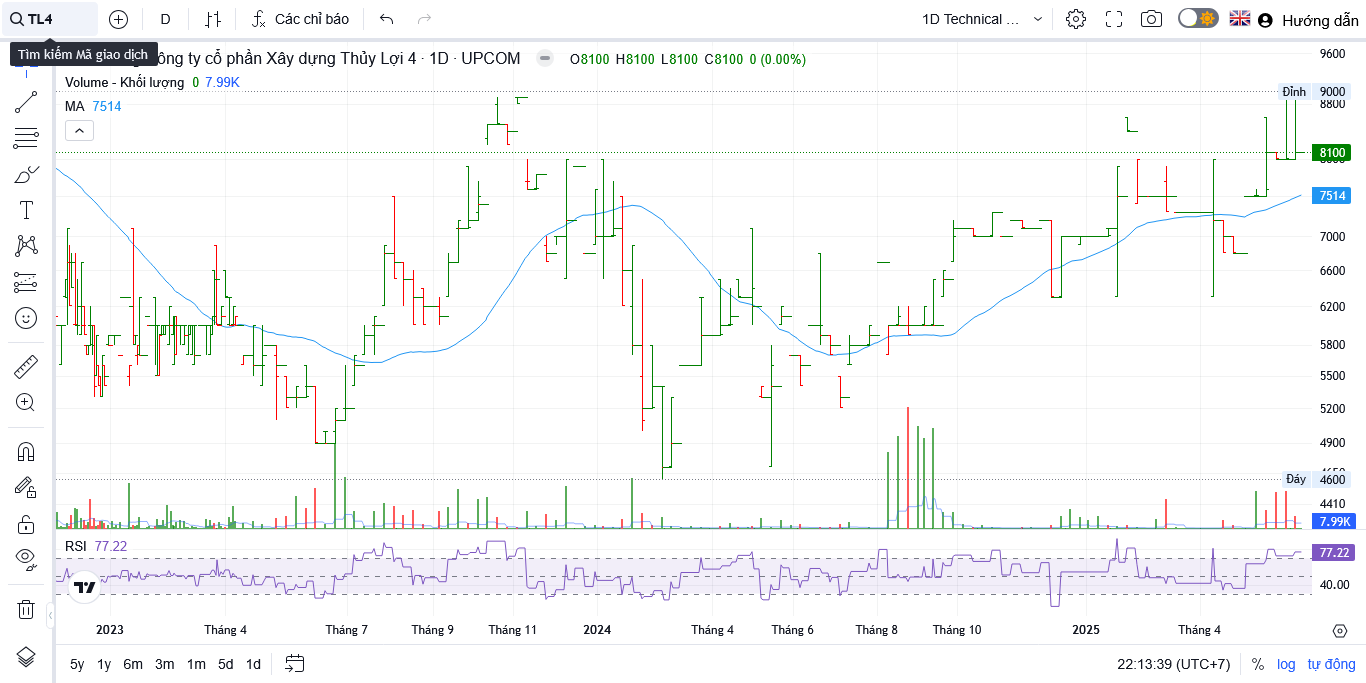 TL4
D
Các chỉ báo
1D Technical ...
Hướng dẫn
Tìm kiếm Mã giao dịch
ông ty cổ phần Xây dựng Thủy Lợi 4 · 1D · UPCOM
O8100 H8100 L8100 C8100 0 (0.00%)
Volume - Khối lượng 0 7.99K
MA 7514
9600
Đỉnh 9000
8800
8100
8000
7514
7000
6600
6200
5800
5500
5200
4900
4650
Đáy 4600
4410
7.99K
RSI 77.22
77.22
40.00
2023 Tháng 4 Tháng 7 Tháng 9 Tháng 11 2024 Tháng 4 Tháng 6 Tháng 8 Tháng 10 2025 Tháng 4
5y 1y 6m 3m 1m 5d 1d
22:13:39 (UTC+7) % log tự động